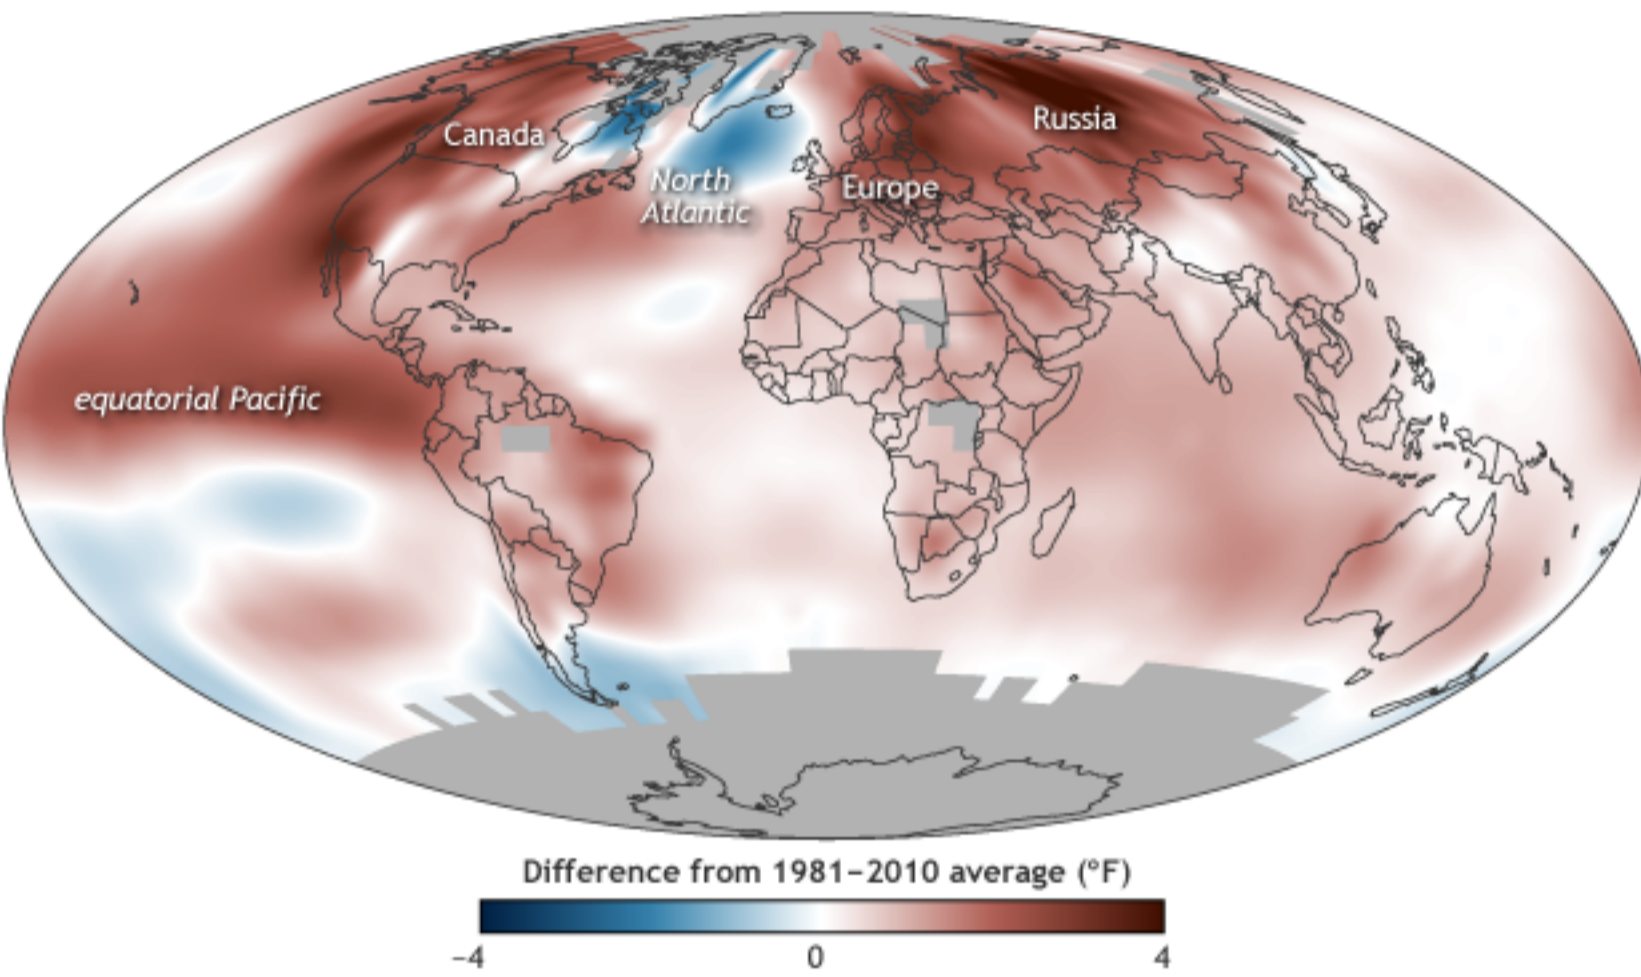 Canada
Russia
North
Atlantic
Europe
equatorial Pacific
Difference from 1981–2010 average (°F)
−4
0
4